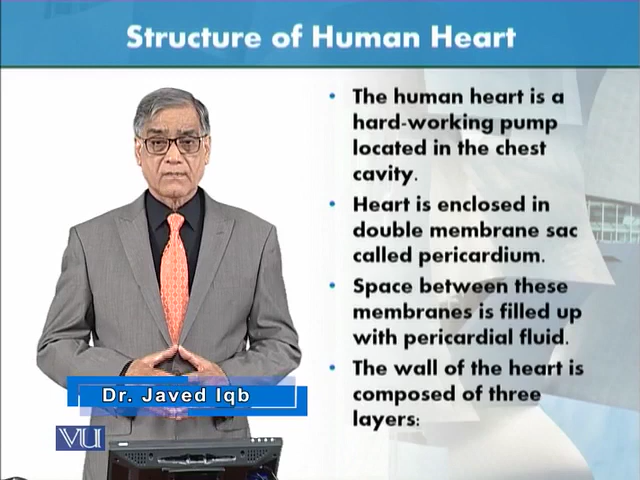 Structure of Human Heart
• The human heart is a
hard-working pump
located in the chest
cavity.
• Heart is enclosed in
double membrane sac
called pericardium.
• Space between these
membranes is filled up
with pericardial fluid.
• The wall of the heart is
composed of three
layers:
Dr. Javed Iqb
VU